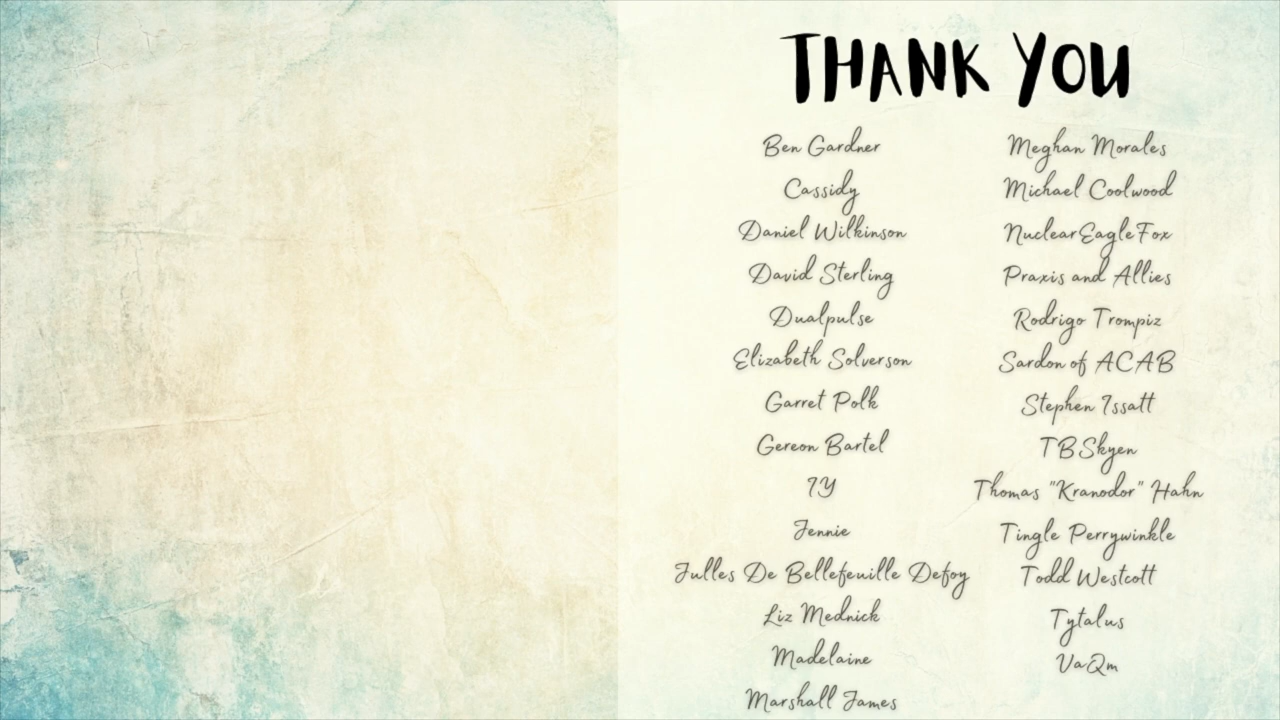 THANK YOU
Ben Gardner
Cassidy
Daniel Wilkinson
David Sterling
Dualpulse
Elizabeth Solverson
Garret Polk
Gereon Bartel
IY
Jennie
Julles De Bellefeuille Defoy
Liz Mednick
Madelaine
Marshall James
Meghan Morales
Michael Coolwood
NuclearEagleFox
Praxis and Allies
Rodrigo Trompiz
Sardon of ACAB
Stephen Issatt
TBSkyen
Thomas "Kranodor" Hahn
Tingle Perrywinkle
Todd Westcott
Tytalus
VaQm